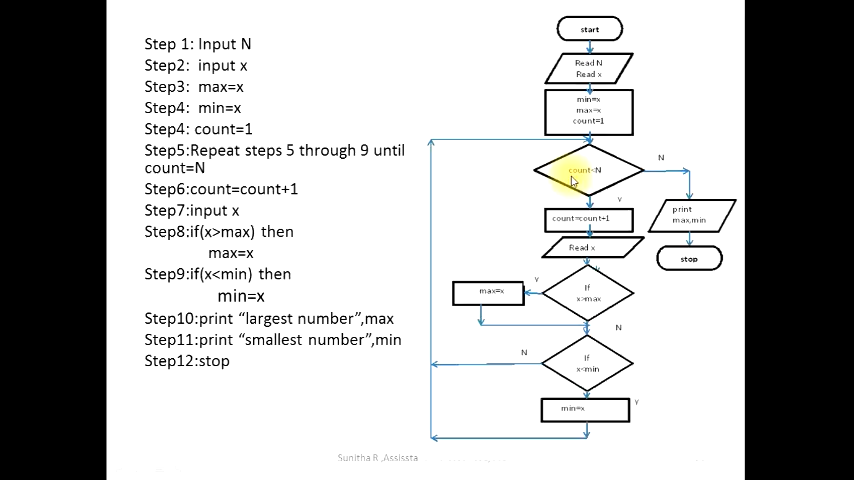 Step 1: Input N
Step2: input x
Step3: max=x
Step4: min=x
Step4: count=1
Step5:Repeat steps 5 through 9 until
count=N
Step6:count=count+1
Step7:input x
Step8:if(x>max) then
max=x
Step9:if(x<min) then
min=x
Step10:print “largest number”,max
Step11:print “smallest number”,min
Step12:stop
start
Read N
Read x
min=x
max=x
count=1
count<N
N
Y
print
max,min
stop
count=count+1
Read x
If
x>max
Y
max=x
N
If
x<min
N
Y
min=x
Sunitha R ,Assissta